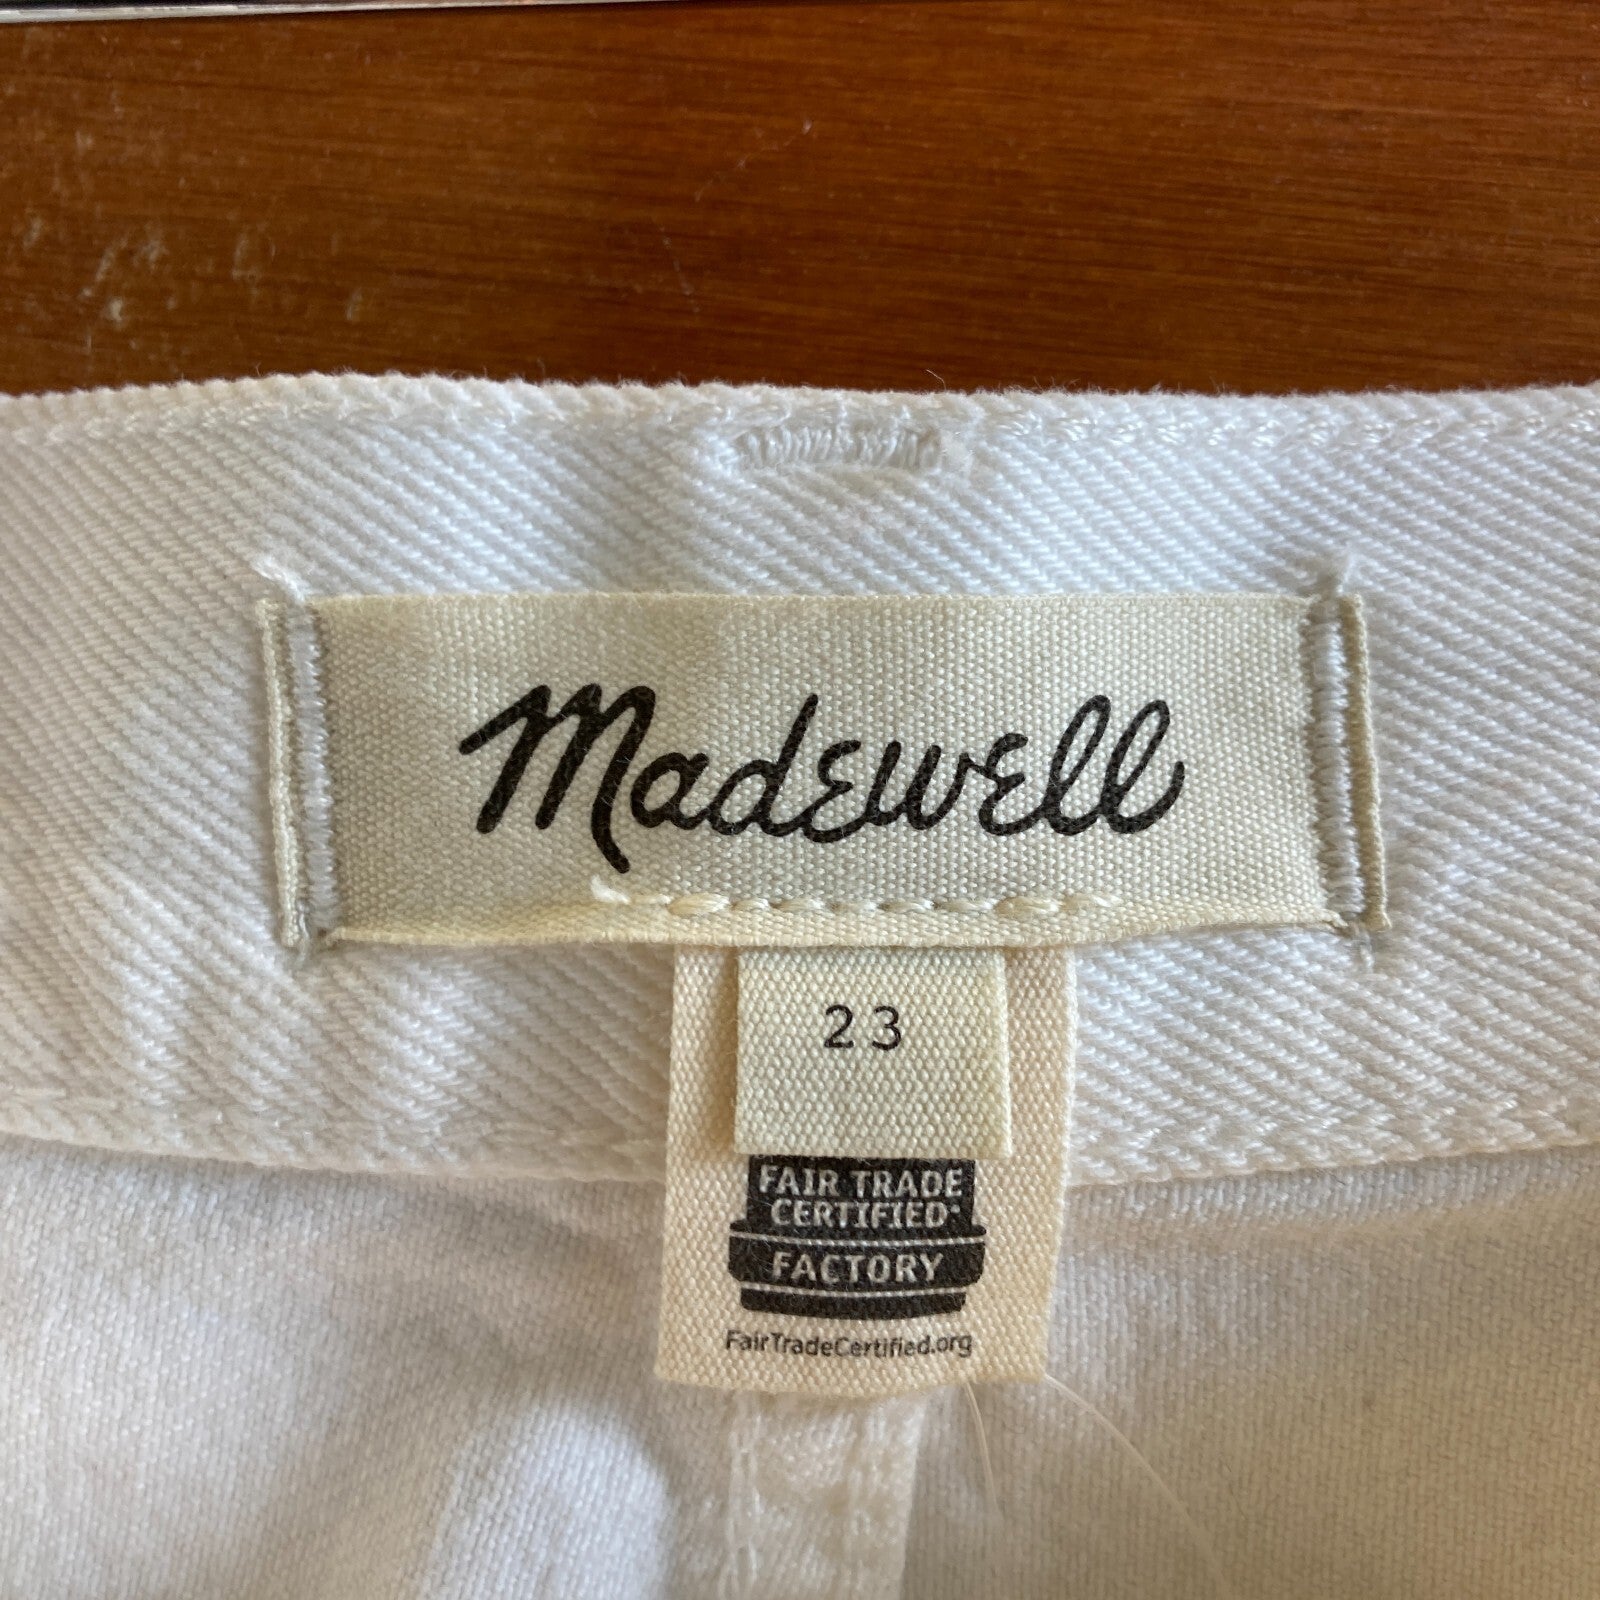 Madewell
23
FAIR TRADE
CERTIFIED
FACTORY
FairTradeCertified.org